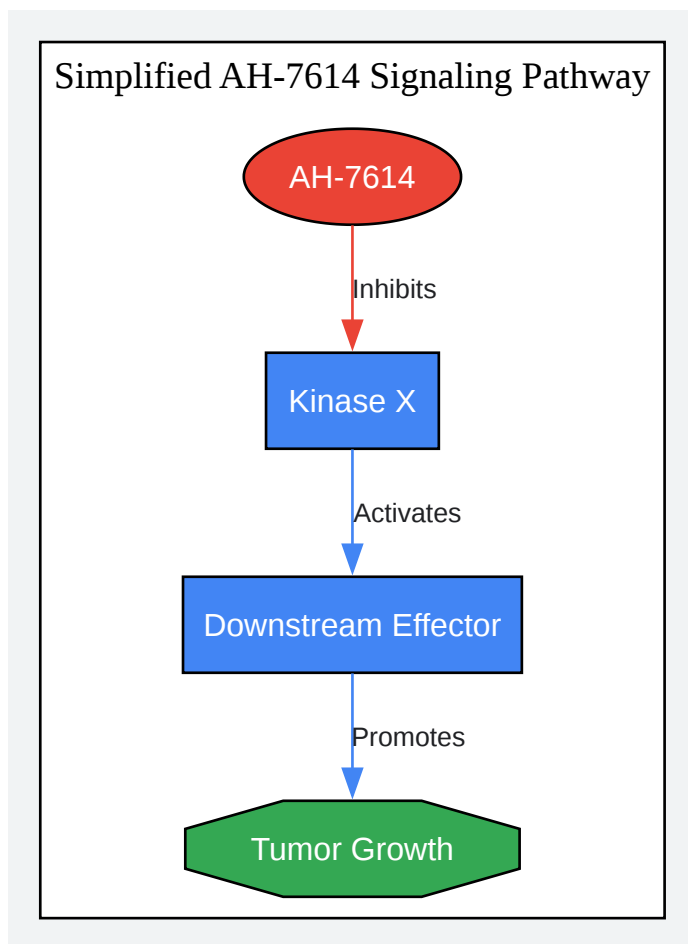 Simplified AH-7614 Signaling Pathway
AH-7614
Inhibits
Kinase X
Activates
Downstream Effector
Promotes
Tumor Growth